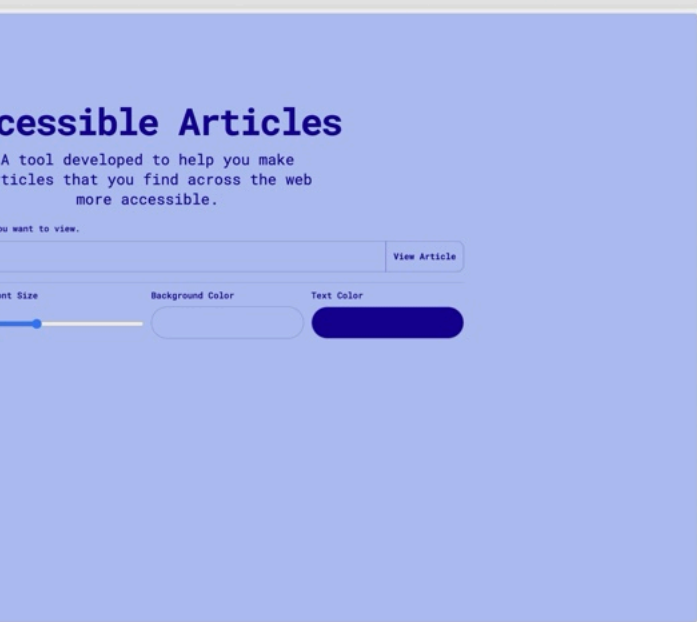 cessible Articles
A tool developed to help you make
ticles that you find across the web
more accessible.
ou want to view.
View Article
nt Size
Background Color
Text Color